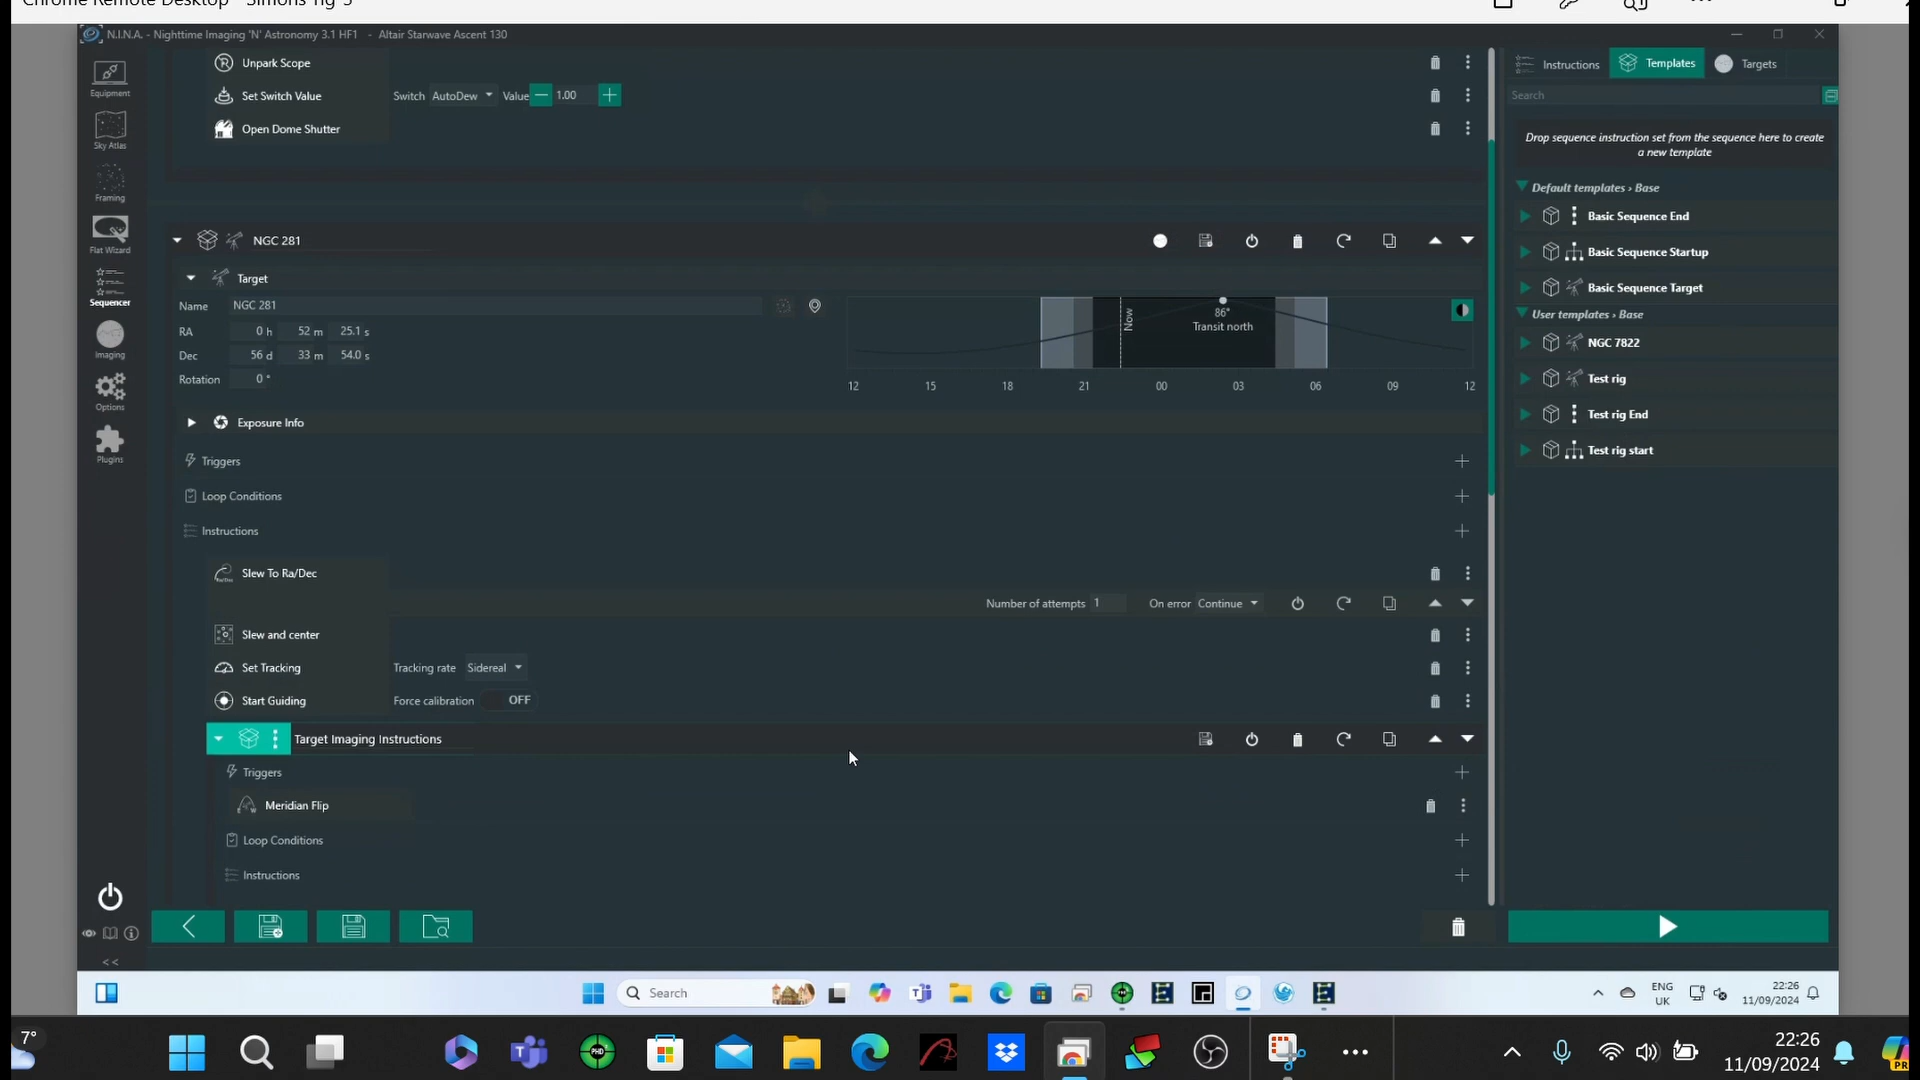 Chrome Remote Desktop - Simons-rig-5
N.I.N.A. - Nighttime Imaging 'N' Astronomy 3.1 HF1 - Altair Starwave Ascent 130
Equipment
Sky Atlas
Framing
Flat Wizard
Sequencer
Imaging
Options
Plugins
<<
Unpark Scope
Set Switch Value Switch AutoDew Value 1.00
Open Dome Shutter
NGC 281
Target
Name NGC 281
RA 0 h 52 m 25.1 s
Dec 56 d 33 m 54.0 s
Rotation 0 °
Now
86°
Transit north
12 15 18 21 00 03 06 09 12
Exposure Info
Triggers
Loop Conditions
Instructions
Slew To Ra/Dec
Number of attempts 1 On error Continue
Slew and center
Set Tracking Tracking rate Sidereal
Start Guiding Force calibration OFF
Target Imaging Instructions
Triggers
Meridian Flip
Loop Conditions
Instructions
Instructions Templates Targets
Search
Drop sequence instruction set from the sequence here to create
a new template
Default templates › Base
Basic Sequence End
Basic Sequence Startup
Basic Sequence Target
User templates › Base
NGC 7822
Test rig
Test rig End
Test rig start
Search
ENG
UK
22:26
11/09/2024
7°
PHD
22:26
11/09/2024